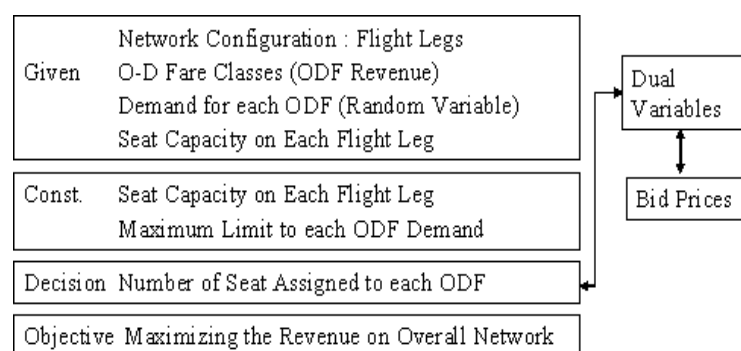 Network Configuration : Flight Legs
Given O-D Fare Classes (ODF Revenue)
Demand for each ODF (Random Variable)
Seat Capacity on Each Flight Leg
Const. Seat Capacity on Each Flight Leg
Maximum Limit to each ODF Demand
Decision Number of Seat Assigned to each ODF
Objective Maximizing the Revenue on Overall Network
Dual
Variables
Bid Prices